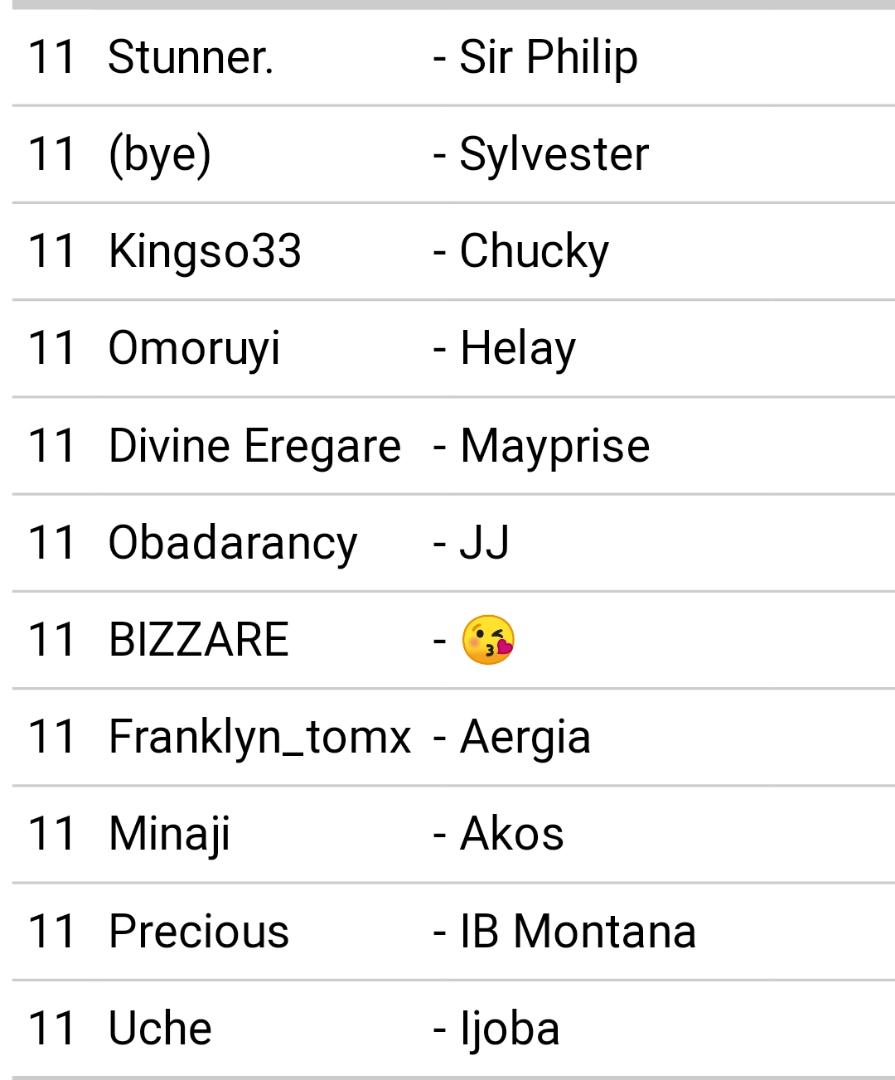 11 Stunner. - Sir Philip
11 (bye) - Sylvester
11 Kingso33 - Chucky
11 Omoruyi - Helay
11 Divine Eregare - Mayprise
11 Obadarancy - JJ
11 BIZZARE - 😘
11 Franklyn_tomx - Aergia
11 Minaji - Akos
11 Precious - IB Montana
11 Uche - Ijoba